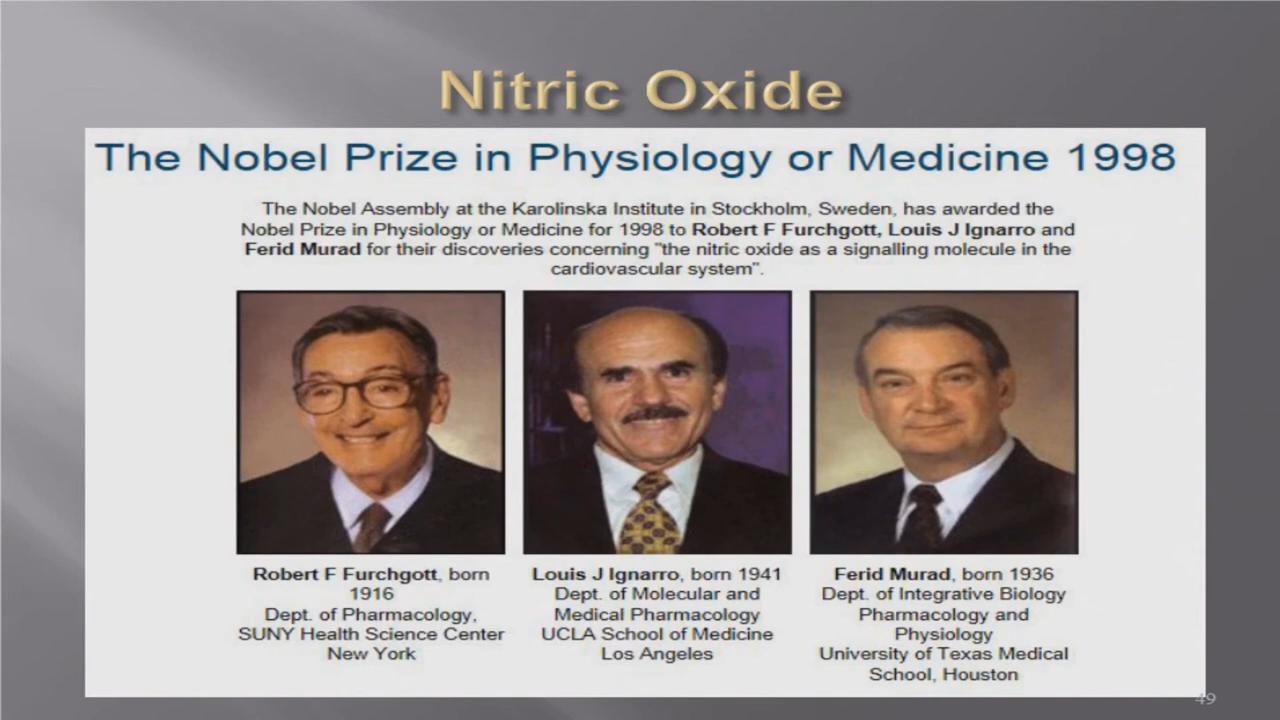 Nitric Oxide
The Nobel Prize in Physiology or Medicine 1998
The Nobel Assembly at the Karolinska Institute in Stockholm, Sweden, has awarded the
Nobel Prize in Physiology or Medicine for 1998 to Robert F Furchgott, Louis J Ignarro and
Ferid Murad for their discoveries concerning "the nitric oxide as a signalling molecule in the
cardiovascular system".
Robert F Furchgott, born
1916
Dept. of Pharmacology,
SUNY Health Science Center
New York
Louis J Ignarro, born 1941
Dept. of Molecular and
Medical Pharmacology
UCLA School of Medicine
Los Angeles
Ferid Murad, born 1936
Dept. of Integrative Biology
Pharmacology and
Physiology
University of Texas Medical
School, Houston
49